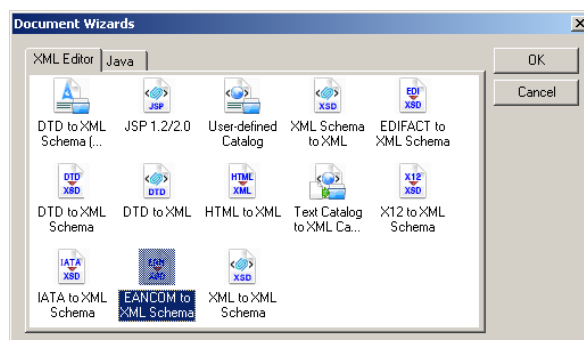 Document Wizards
XML Editor
Java
OK
Cancel
JSP
XSD
EDI
XSD
DTD to XML
Schema (...
JSP 1.2/2.0
User-defined
Catalog
XML Schema
to XML
EDIFACT to
XML Schema
DTD
XSD
DTD
HTML
XML
X12
XSD
DTD to XML
Schema
DTD to XML
HTML to XML
Text Catalog
to XML Ca...
X12 to XML
Schema
IATA
XSD
EAN
XSD
XSD
IATA to XML
Schema
EANCOM to
XML Schema
XML to XML
Schema